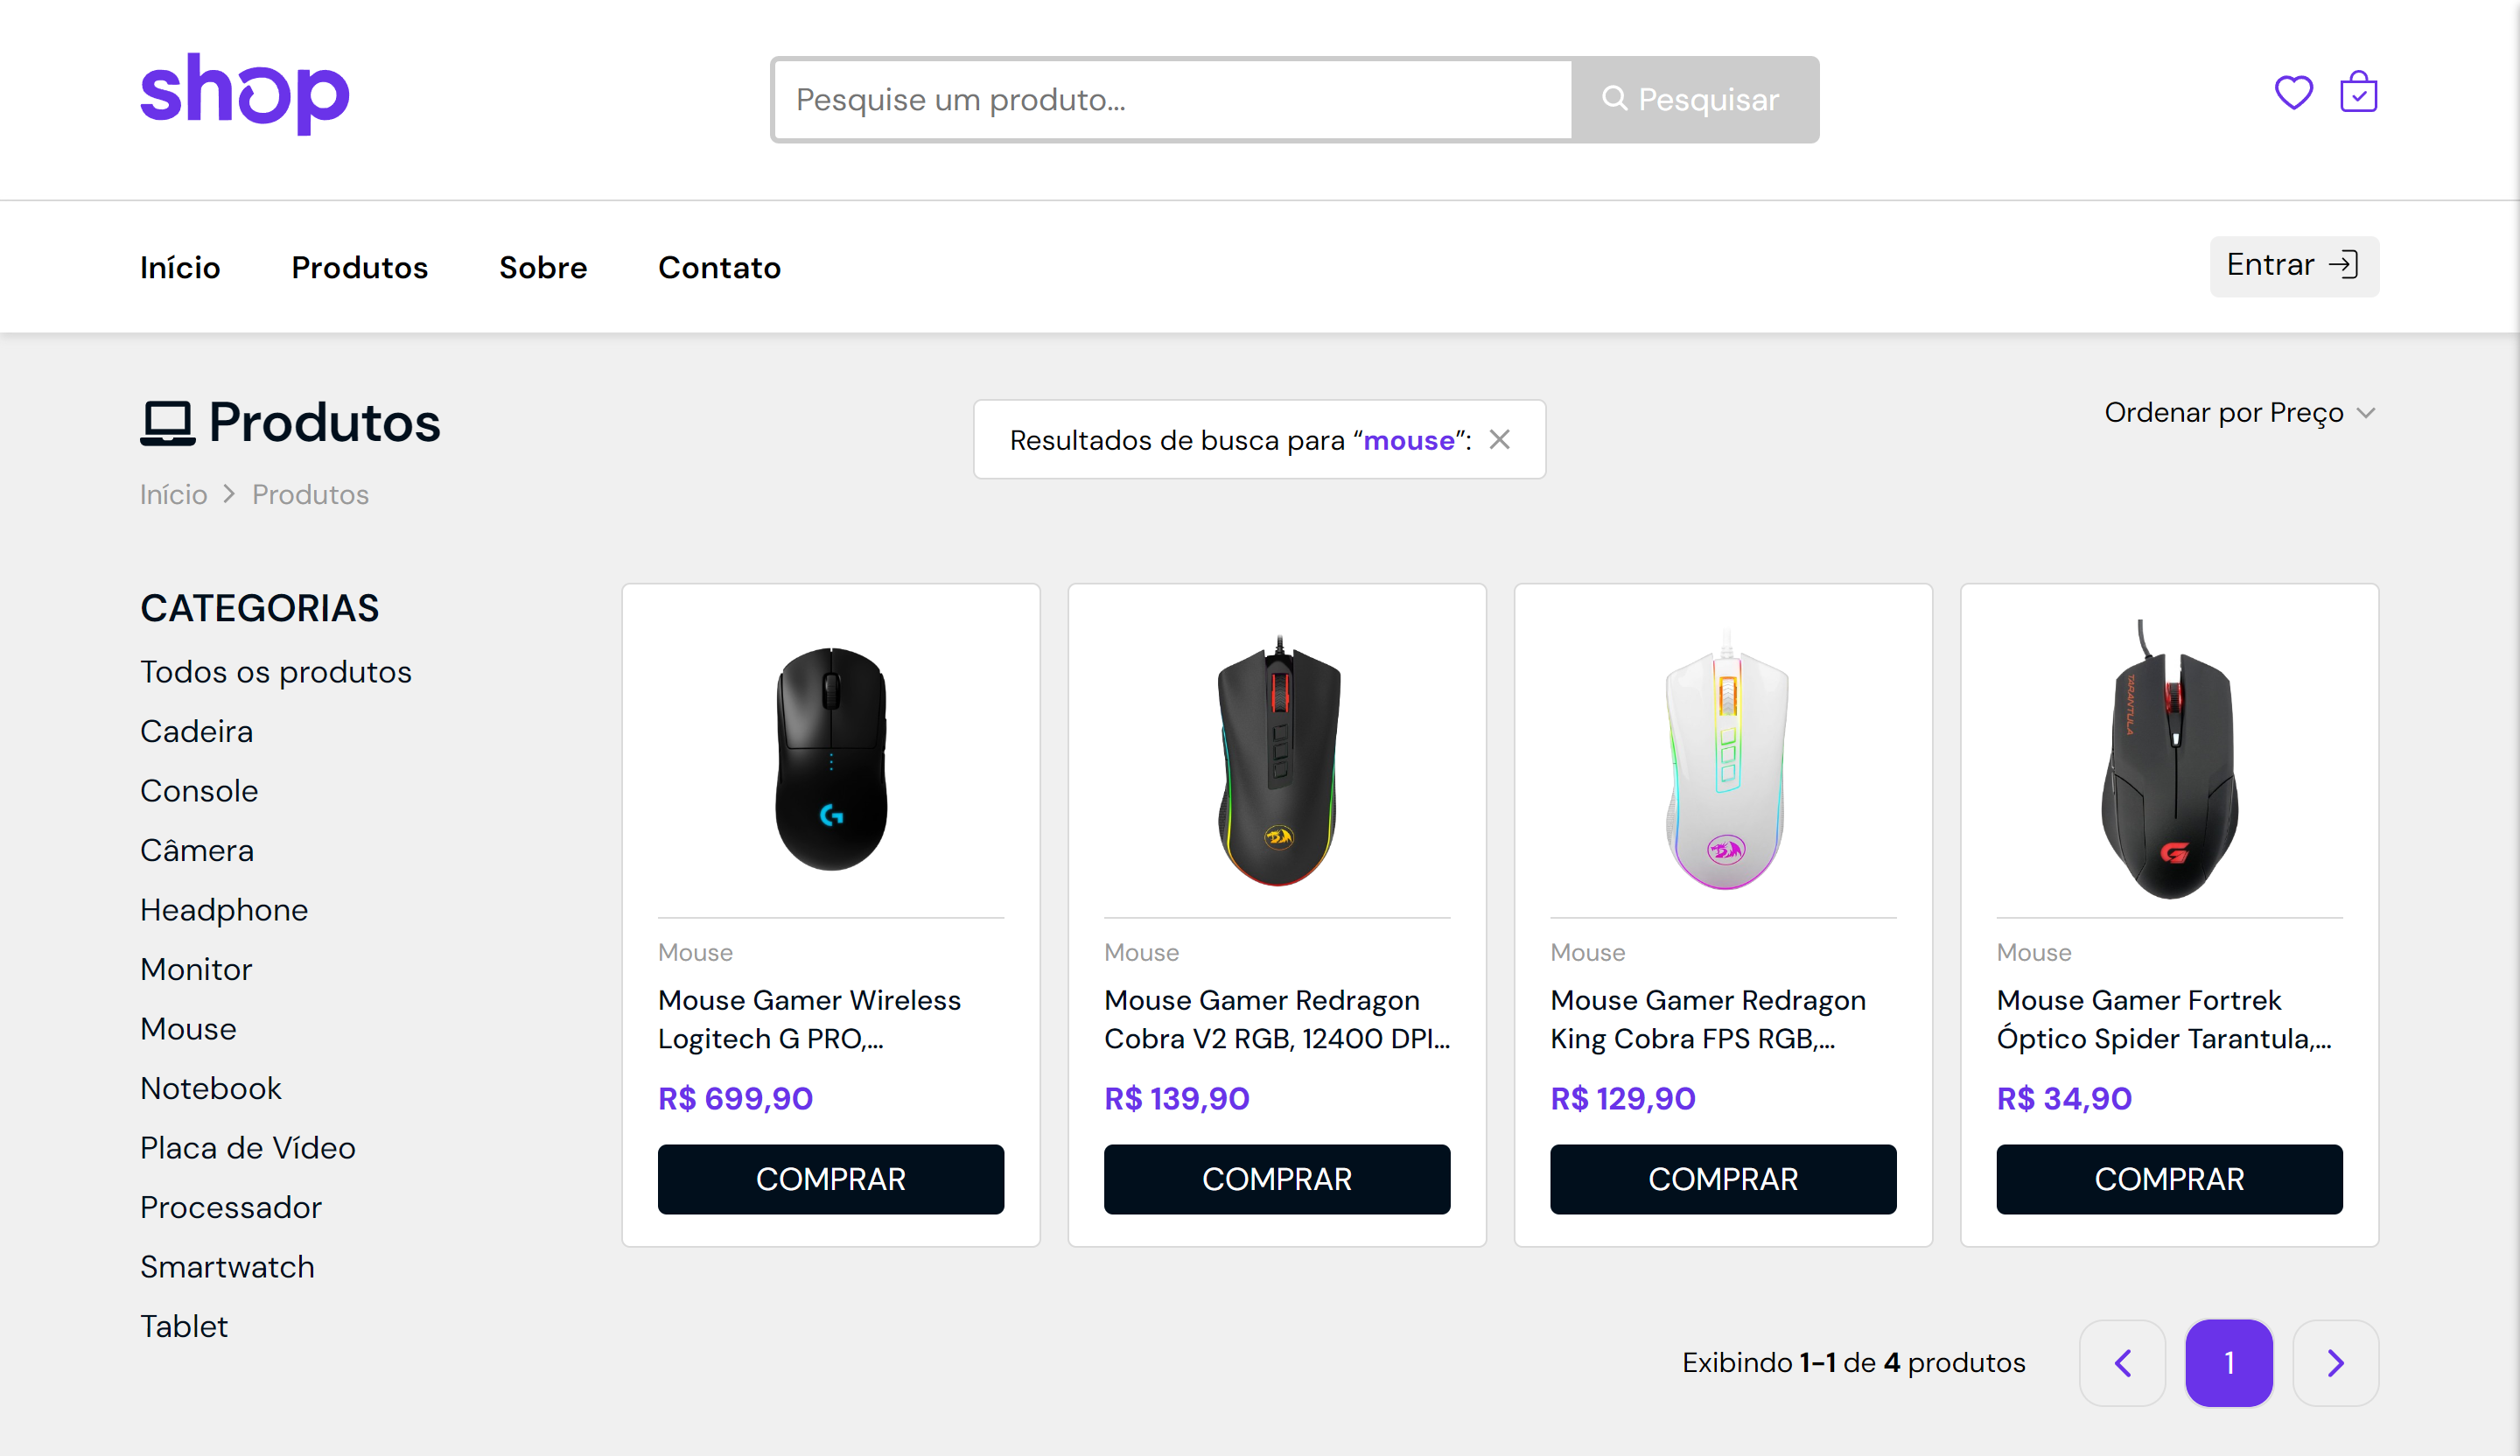 shop
Pesquise um produto...
Pesquisar
Início
Produtos
Sobre
Contato
Entrar
Produtos
Início
Produtos
Resultados de busca para “mouse”:
Ordenar por Preço
CATEGORIAS
Todos os produtos
Cadeira
Console
Câmera
Headphone
Monitor
Mouse
Notebook
Placa de Vídeo
Processador
Smartwatch
Tablet
Mouse
Mouse Gamer Wireless
Logitech G PRO,...
R$ 699,90
COMPRAR
Mouse
Mouse Gamer Redragon
Cobra V2 RGB, 12400 DPI...
R$ 139,90
COMPRAR
Mouse
Mouse Gamer Redragon
King Cobra FPS RGB,...
R$ 129,90
COMPRAR
TARANTULA
Mouse
Mouse Gamer Fortrek
Óptico Spider Tarantula,...
R$ 34,90
COMPRAR
Exibindo 1-1 de 4 produtos
1